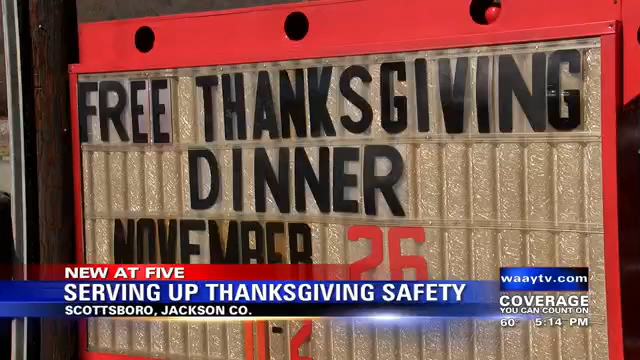 FREE THANKSGIVING
DINNER
NOVEMBER 26
NEW AT FIVE
SERVING UP THANKSGIVING SAFETY
SCOTTSBORO, JACKSON CO.
waaytv.com
COVERAGE
YOU CAN COUNT ON
60° 5:14 PM